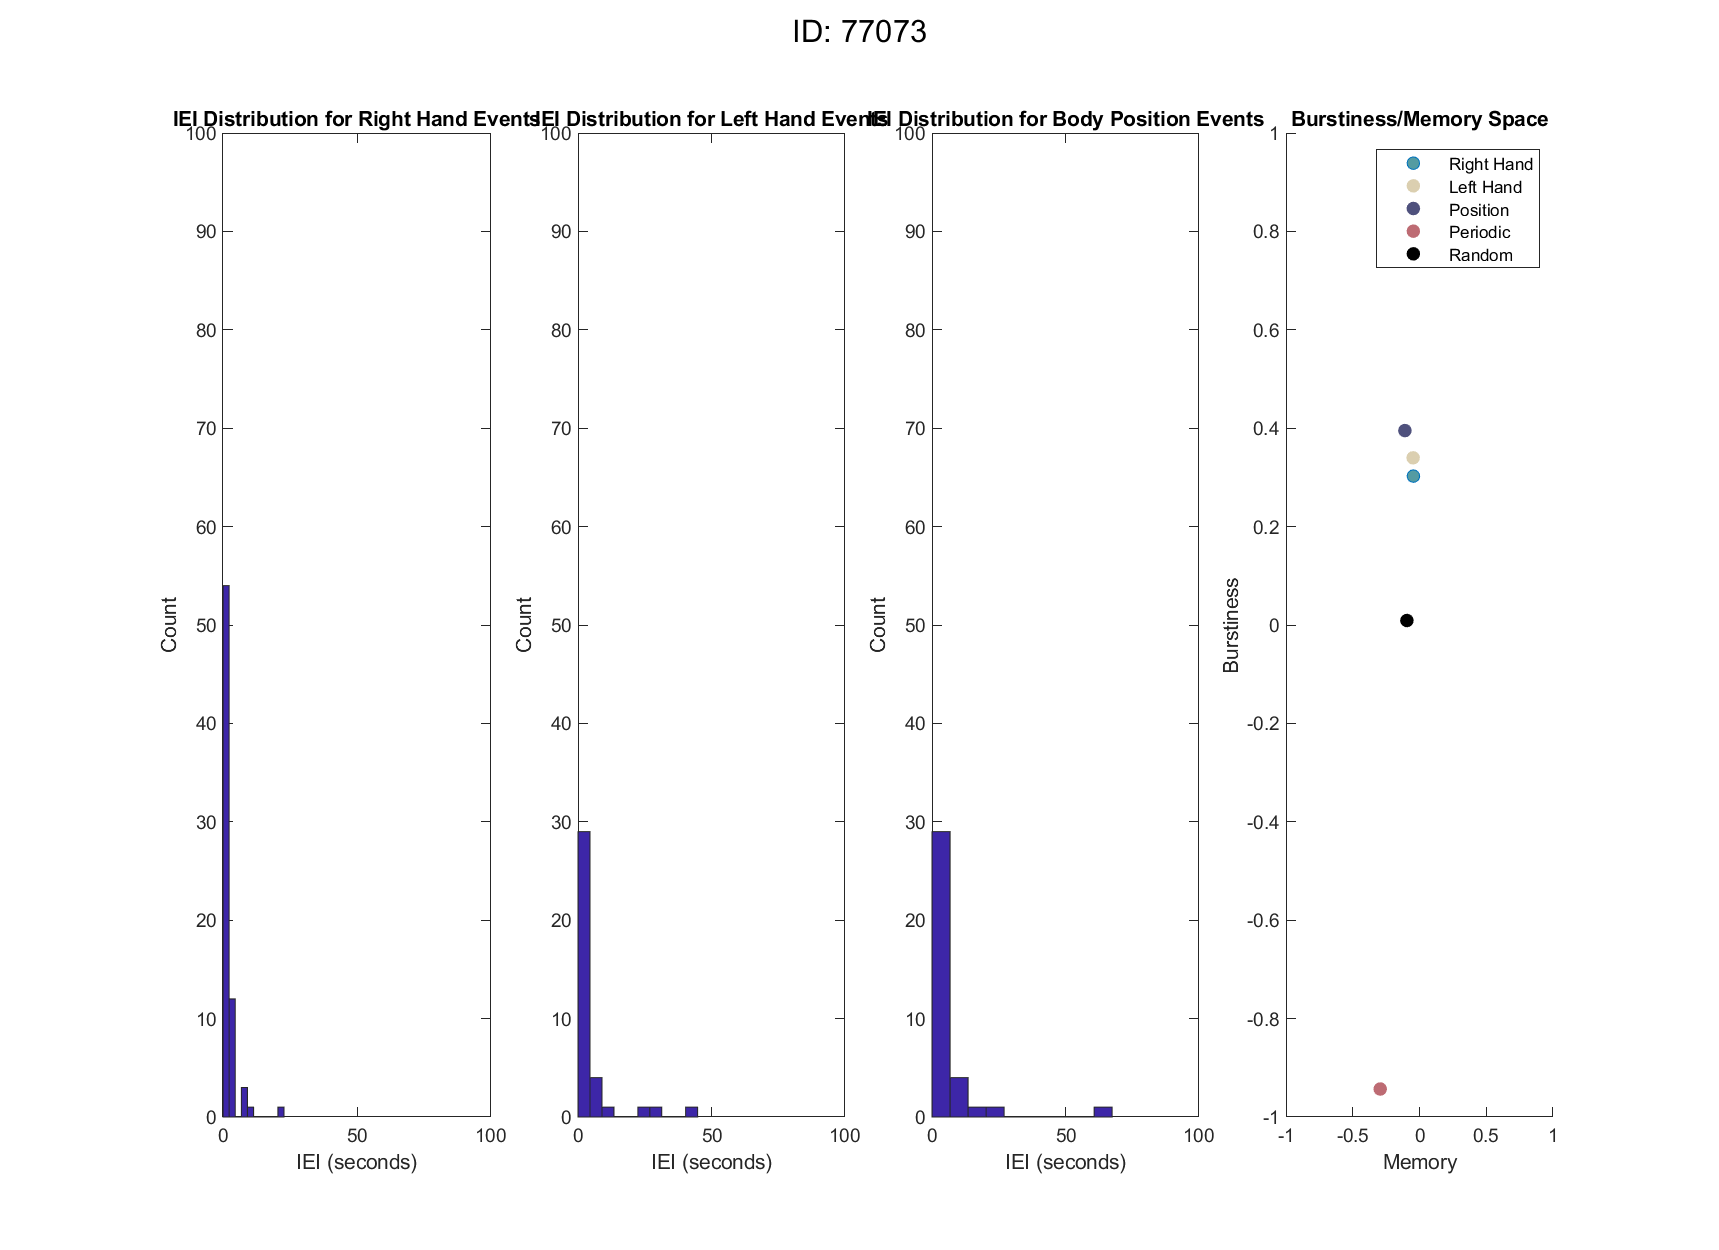 ID: 77073
IEI Distribution for Right Hand Events
100
90
80
70
60
50
40
30
20
10
0
Count
0 50 100
IEI (seconds)
IEI Distribution for Left Hand Events
100
90
80
70
60
50
40
30
20
10
0
Count
0 50 100
IEI (seconds)
IEI Distribution for Body Position Events
100
90
80
70
60
50
40
30
20
10
0
Count
0 50 100
IEI (seconds)
Burstiness/Memory Space
1
0.8
0.6
0.4
0.2
0
-0.2
-0.4
-0.6
-0.8
-1
Burstiness
Right Hand
Left Hand
Position
Periodic
Random
-1 -0.5 0 0.5 1
Memory